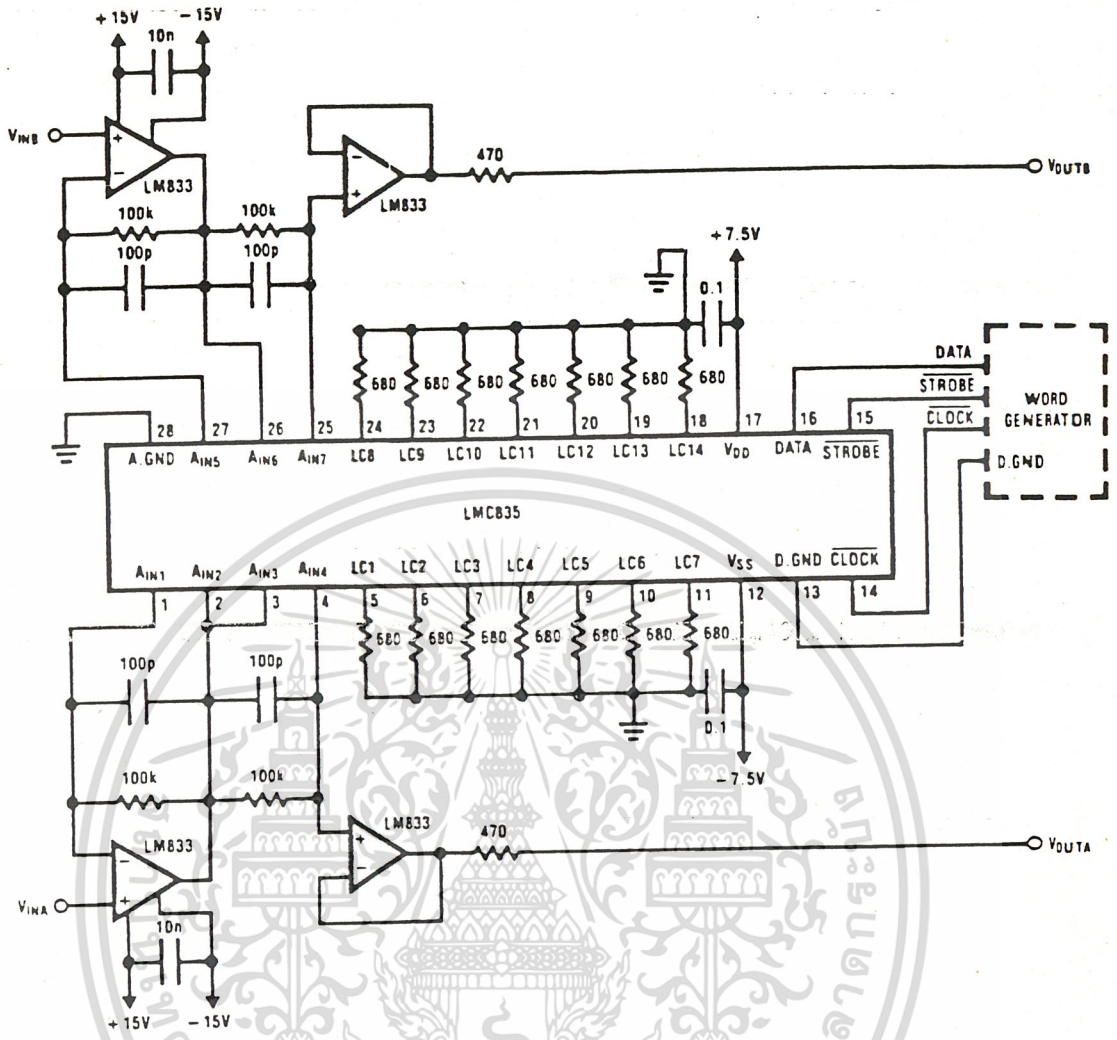 +15V -15V
10n
VINB
+
-
LM833
-
+
LM833
470
VOUTB
100k 100k
100p 100p
+7.5V
0.1
680 680 680 680 680 680 680
DATA
STROBE
CLOCK
D.GND
WORD
GENERATOR
28 27 26 25 24 23 22 21 20 19 18 17 16 15
A.GND AIN5 AIN6 AIN7 LC8 LC9 LC10 LC11 LC12 LC13 LC14 VDD DATA STROBE
LMC835
AIN1 AIN2 AIN3 AIN4 LC1 LC2 LC3 LC4 LC5 LC6 LC7 VSS D.GND CLOCK
1 2 3 4 5 6 7 8 9 10 11 12 13 14
680 680 680 680 680 680 680
100p 100p
0.1
-7.5V
100k 100k
LM833
-
+
VINA
10n
+15V -15V
LM833
+
-
470
VOUTA